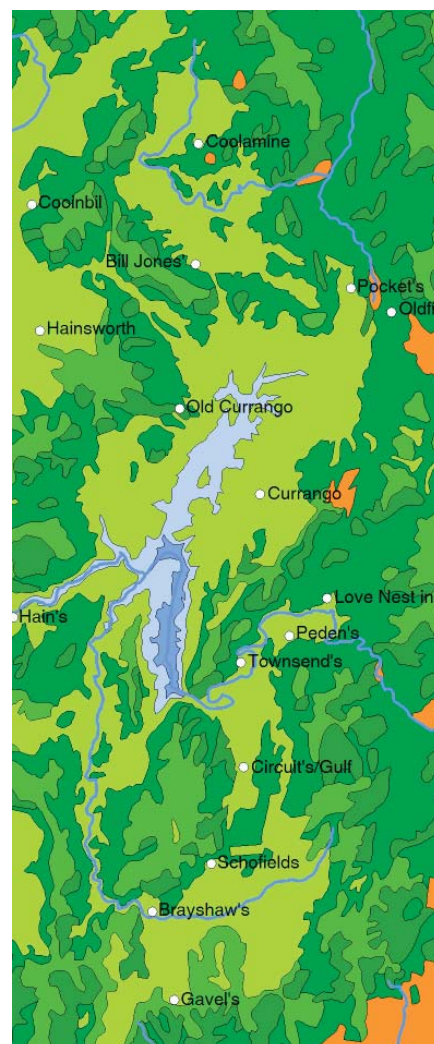 Coolamine
Coolnbil
Bill Jones'
Pocket's
Oldfi
Hainsworth
Old Currango
Currango
Love Nest in
Hain's
Peden's
Townsend's
Circuit's/Gulf
Schofields
Brayshaw's
Gavel's